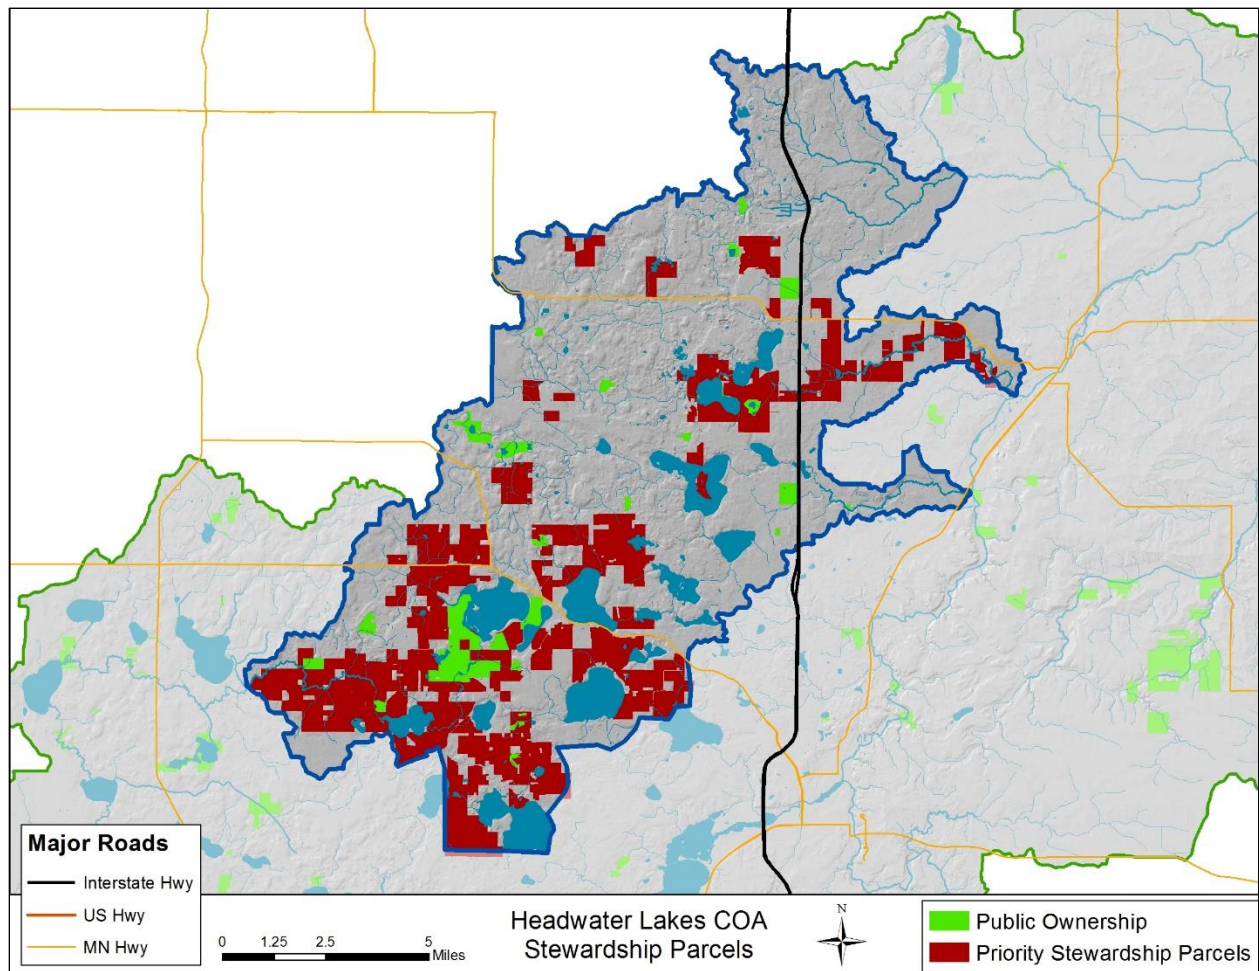 Major Roads
Interstate Hwy
US Hwy
MN Hwy
0 1.25 2.5 5
Miles
Headwater Lakes COA
Stewardship Parcels
N
Public Ownership
Priority Stewardship Parcels